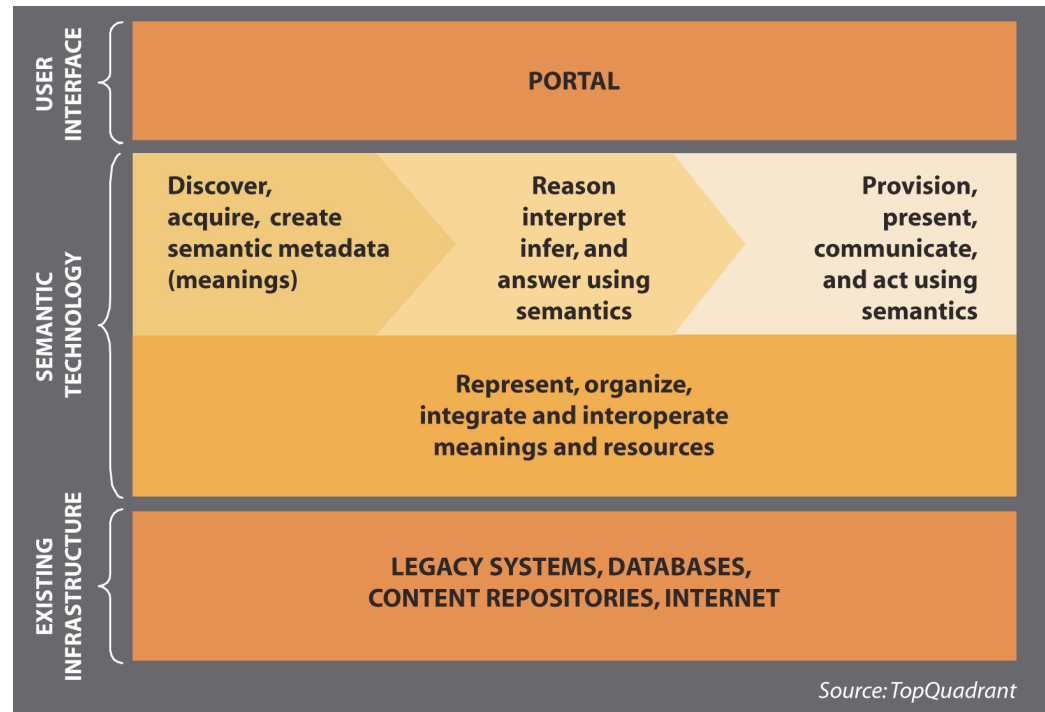 USER
INTERFACE
PORTAL
SEMANTIC
TECHNOLOGY
Discover,
acquire, create
semantic metadata
(meanings)
Reason
interpret
infer, and
answer using
semantics
Provision,
present,
communicate,
and act using
semantics
Represent, organize,
integrate and interoperate
meanings and resources
EXISTING
INFRASTRUCTURE
LEGACY SYSTEMS, DATABASES,
CONTENT REPOSITORIES, INTERNET
Source: TopQuadrant